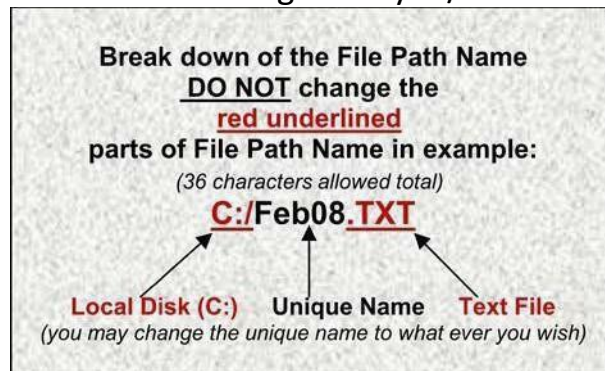 Break down of the File Path Name
DO NOT change the
red underlined
parts of File Path Name in example:
(36 characters allowed total)
C:/Feb08.TXT
Local Disk (C:) Unique Name Text File
(you may change the unique name to what ever you wish)